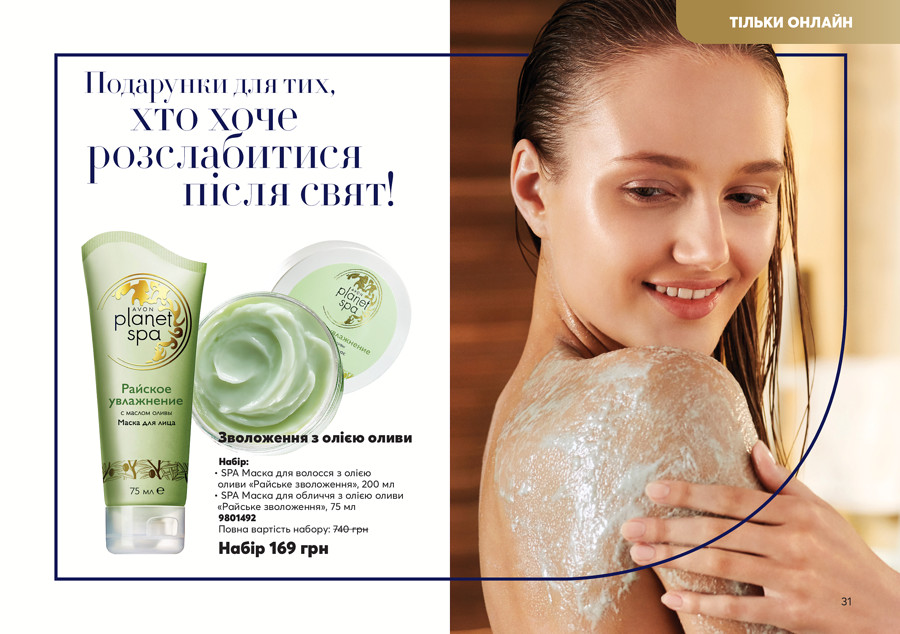 ТІЛЬКИ ОНЛАЙН
Подарунки для тих,
хто хоче
розслабитися
після свят!
AVON
planet
spa
Райское
увлажнение
с маслом оливы
Маска для лица
75 мл e
planet
spa
Зволоження з олією оливи
Набір:
• SPA Маска для волосся з олією
оливи «Райське зволоження», 200 мл
• SPA Маска для обличчя з олією оливи
«Райське зволоження», 75 мл
9801492
Повна вартість набору: 740 грн
Набір 169 грн
31